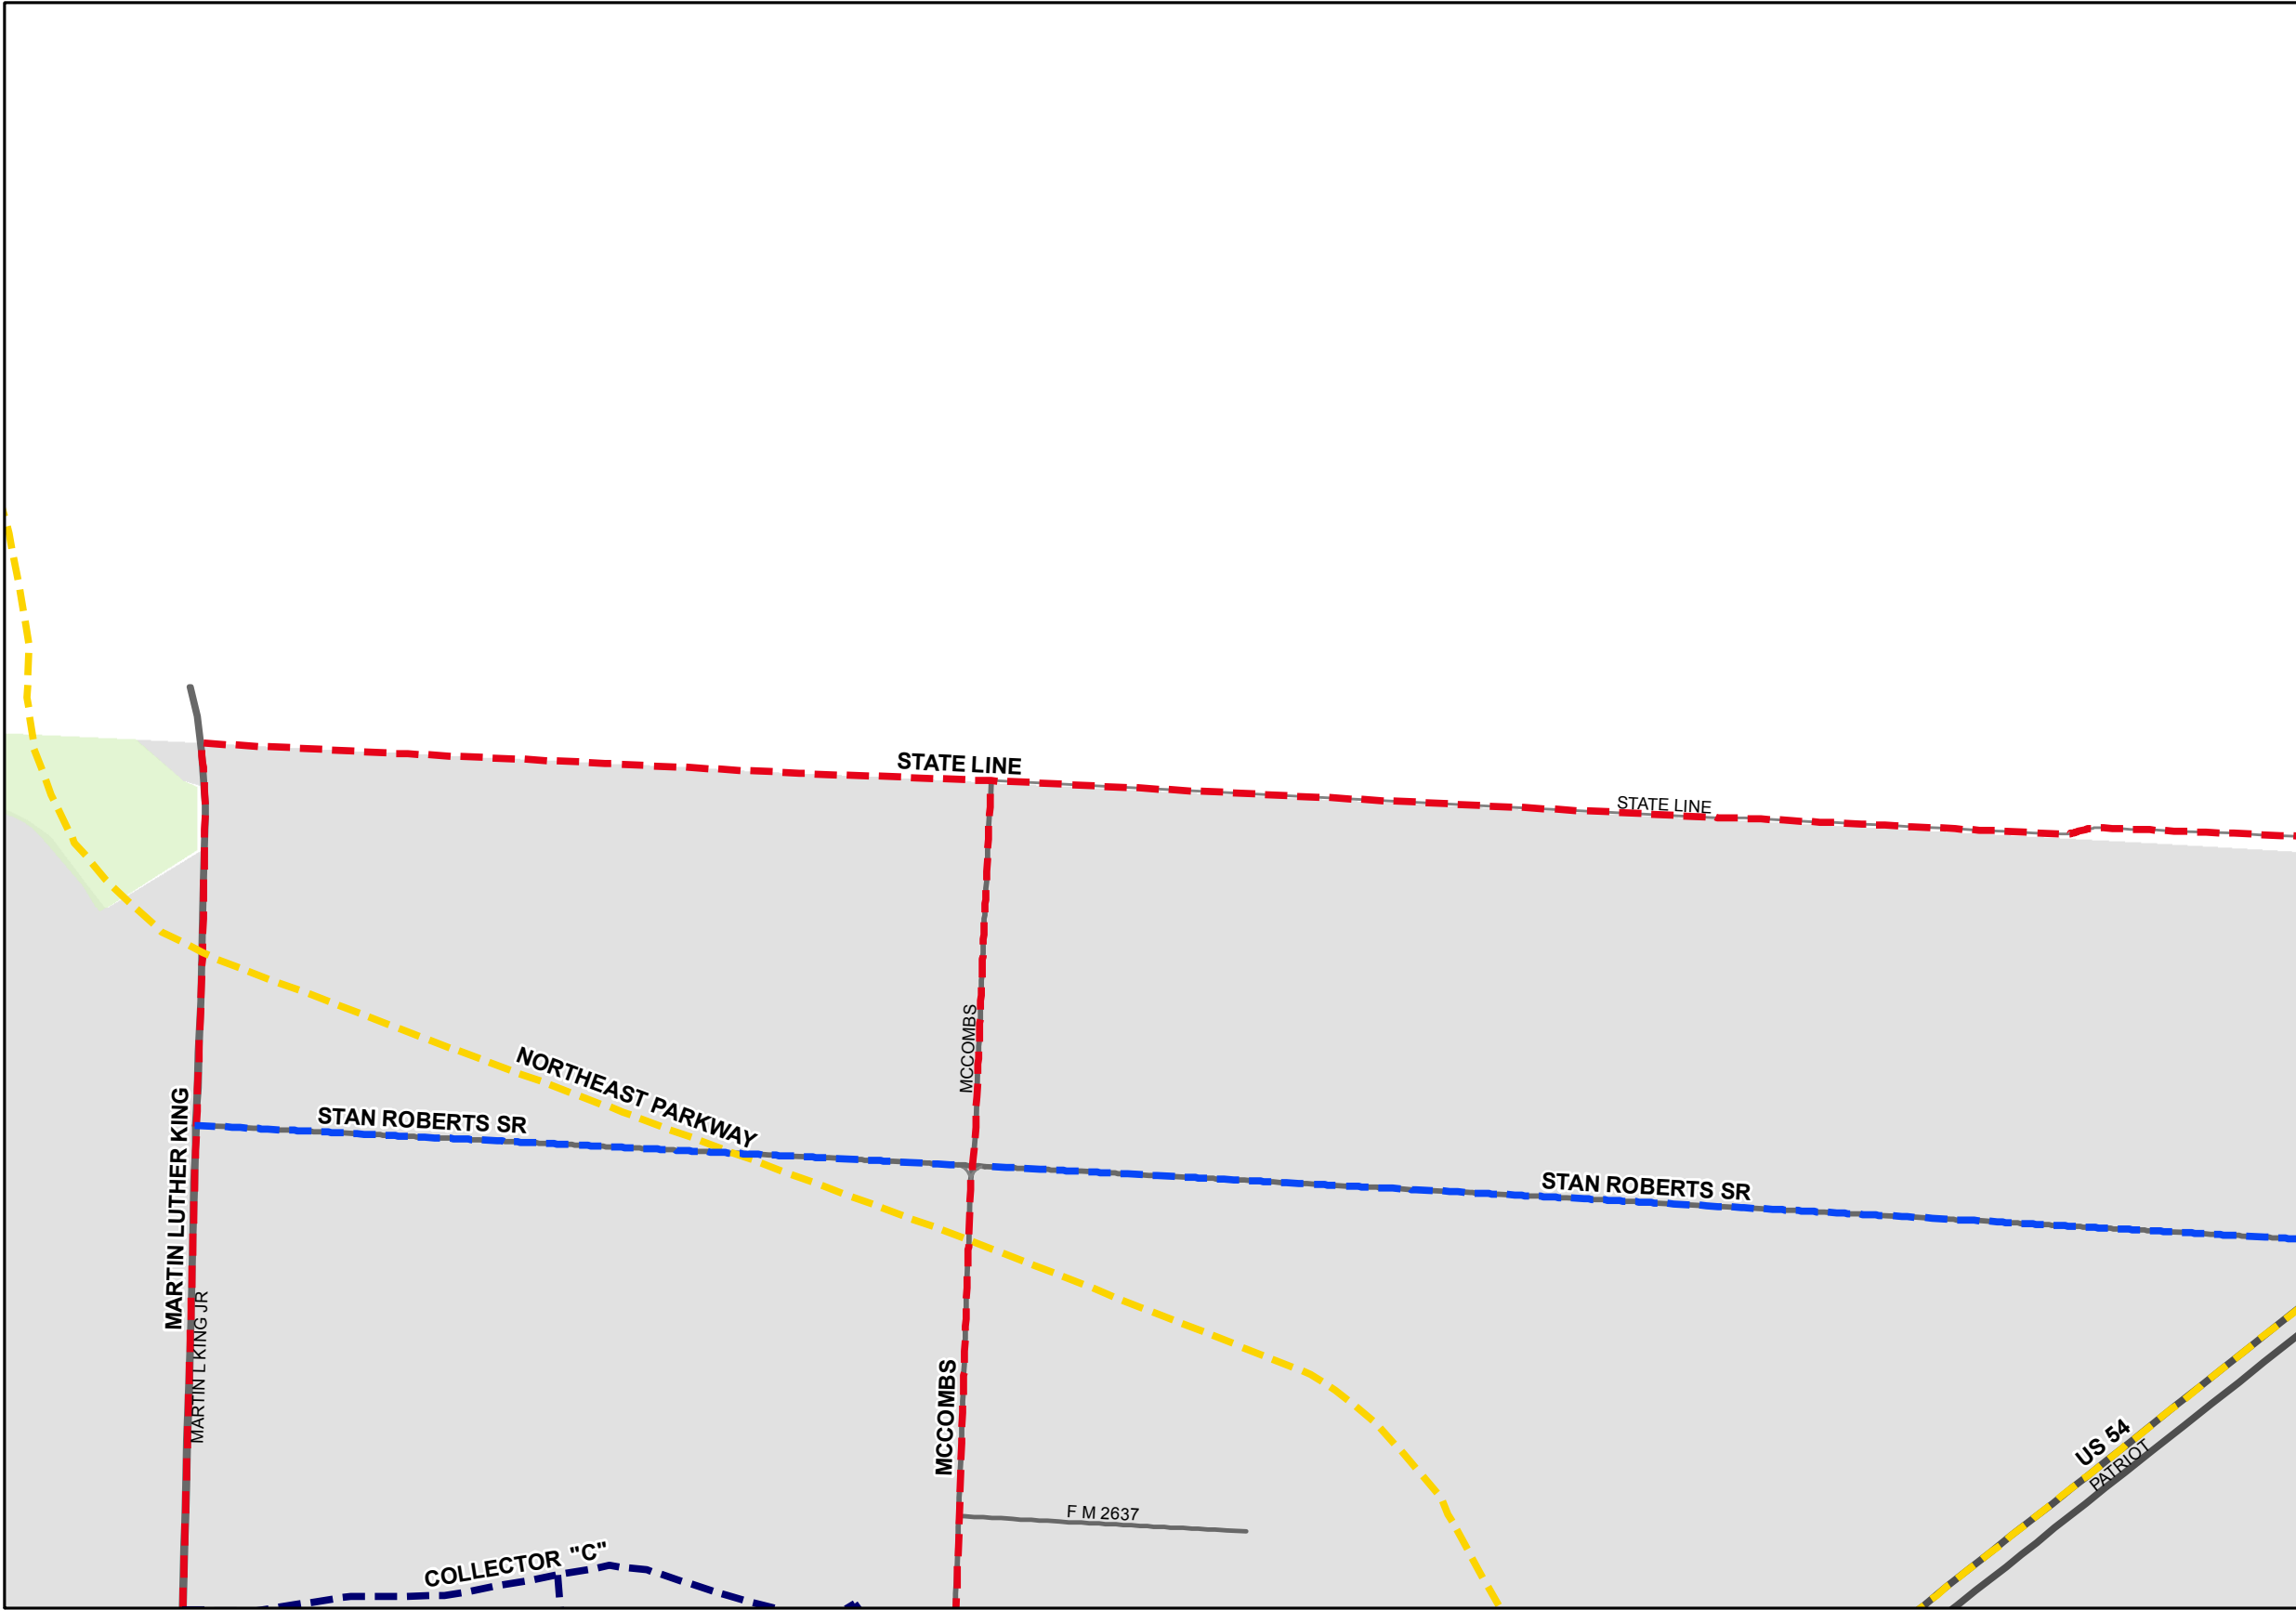 STATE LINE
STATE LINE
MCCOMBS
NORTHEAST PARKWAY
STAN ROBERTS SR
MARTIN LUTHER KING
STAN ROBERTS SR
MARTIN L KING JR
MCCOMBS
US 54
PATRIOT
F M 2637
COLLECTOR "C"